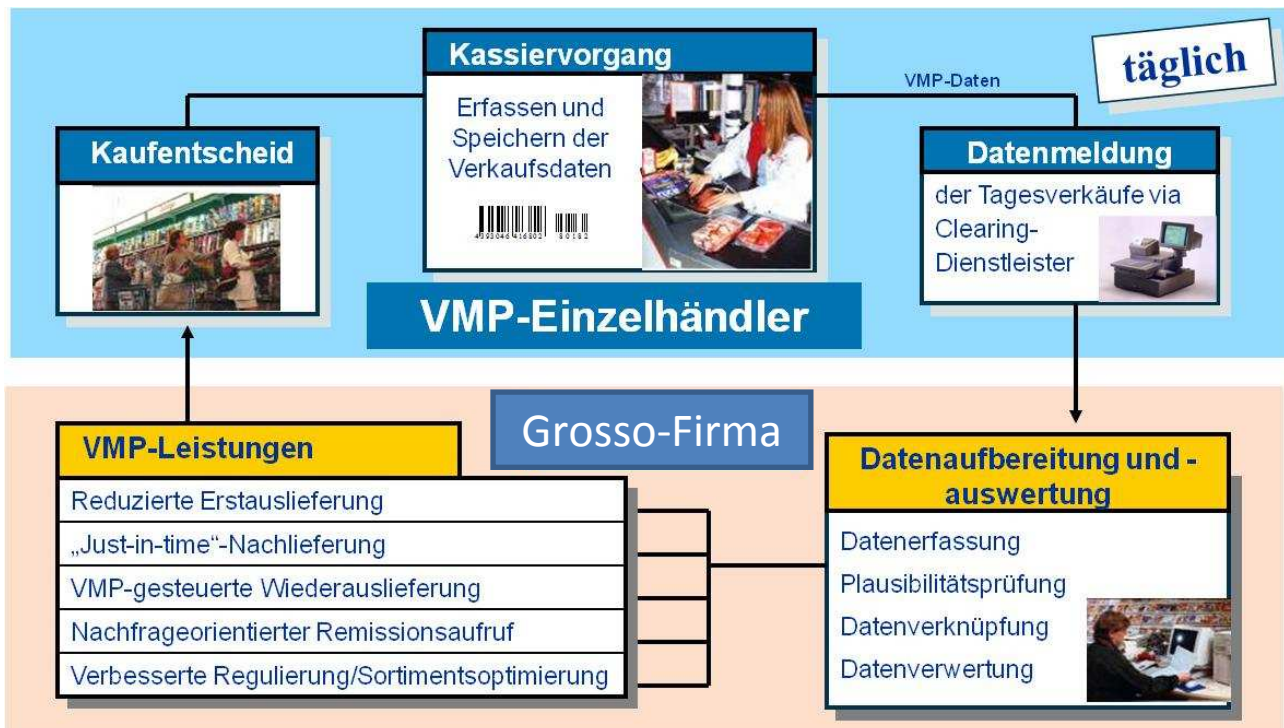 Kassiervorgang
Erfassen und
Speichern der
Verkaufsdaten
VMP-Daten
täglich
Kaufentscheid
Datenmeldung
der Tagesverkäufe via
Clearing-
Dienstleister
VMP-Einzelhändler
Grosso-Firma
VMP-Leistungen
Reduzierte Erstauslieferung
„Just-in-time“-Nachlieferung
VMP-gesteuerte Wiederauslieferung
Nachfrageorientierter Remissionsaufruf
Verbesserte Regulierung/Sortimentsoptimierung
Datenaufbereitung und -
auswertung
Datenerfassung
Plausibilitätsprüfung
Datenverknüpfung
Datenverwertung